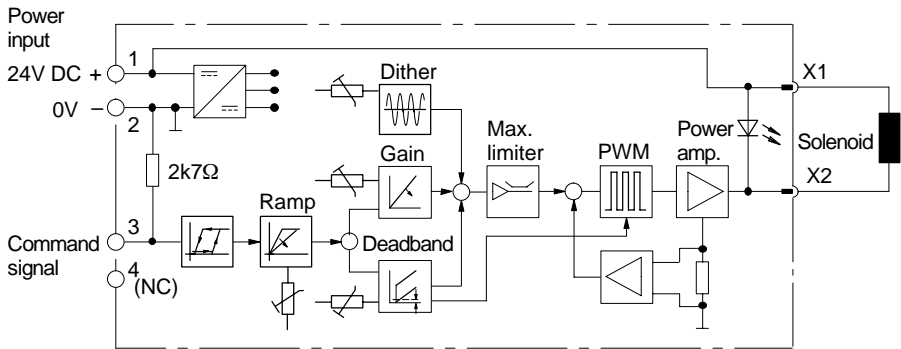 Power
input
24V DC +
1
0V −
2
2k7Ω
3
Command
signal
4
(NC)
Ramp
Dither
Gain
Deadband
Max.
limiter
PWM
Power
amp.
X1
Solenoid
X2